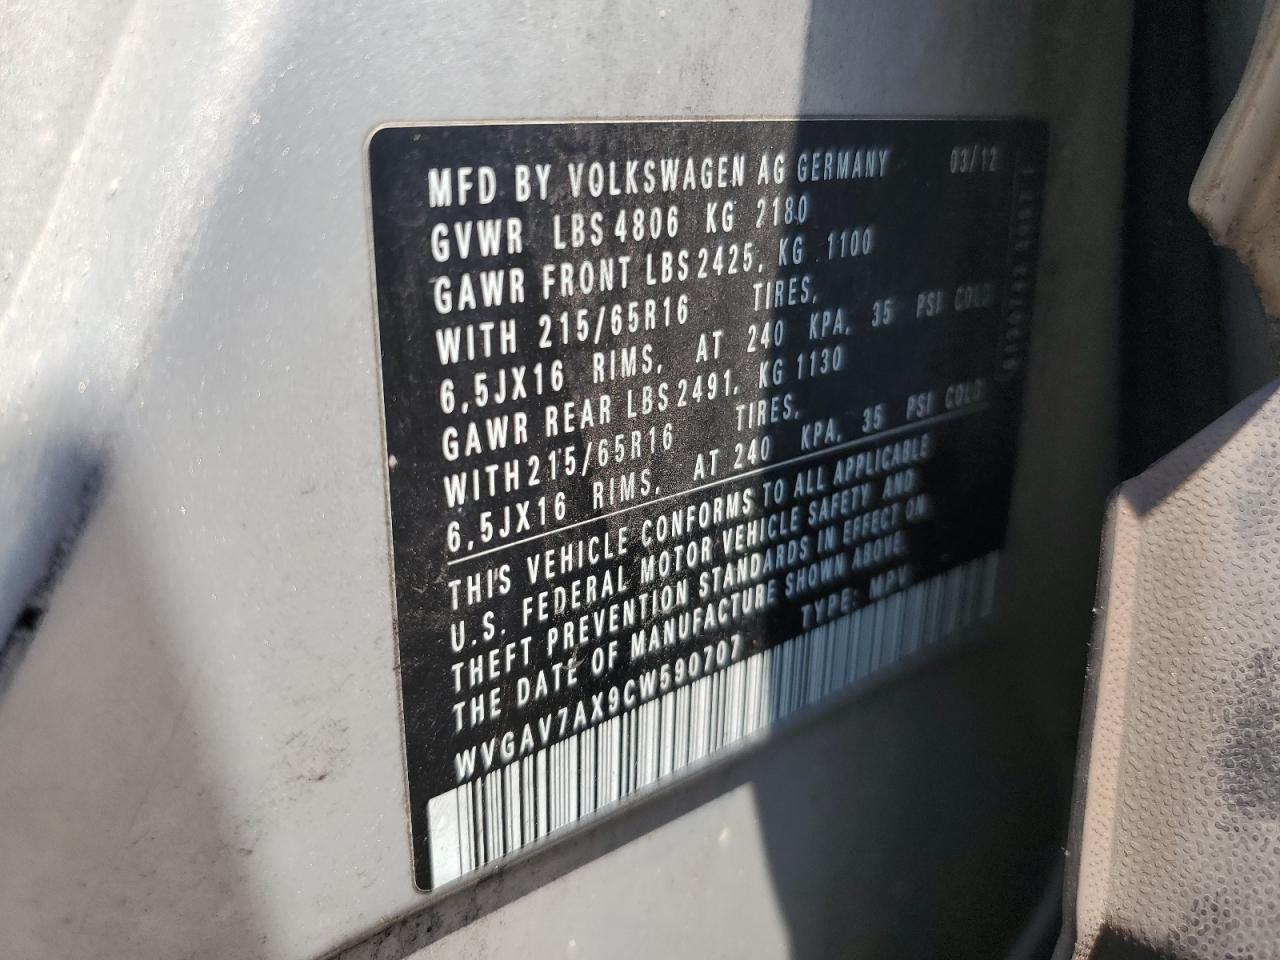 MFD BY VOLKSWAGEN AG GERMANY 03/12
GVWR LBS 4806 KG 2180
GAWR FRONT LBS 2425, KG 1100
WITH 215/65R16 TIRES,
6,5JX16 RIMS, AT 240 KPA, 35 PSI COLD
GAWR REAR LBS 2491, KG 1130
WITH 215/65R16 TIRES,
6,5JX16 RIMS, AT 240 KPA, 35 PSI COLD
THIS VEHICLE CONFORMS TO ALL APPLICABLE
U.S. FEDERAL MOTOR VEHICLE SAFETY AND
THEFT PREVENTION STANDARDS IN EFFECT ON
THE DATE OF MANUFACTURE SHOWN ABOVE.
WVGAV7AX9CW590707 TYPE: MPV